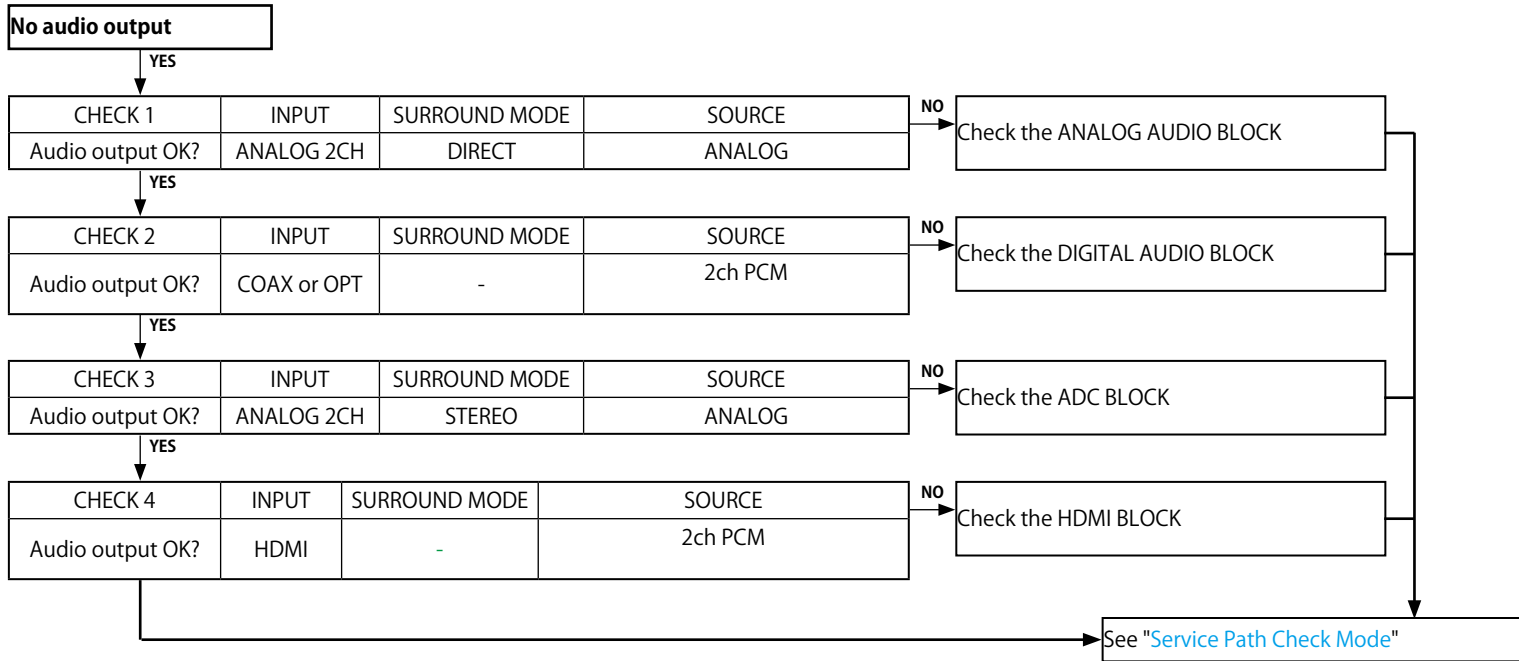 No audio output
YES
CHECK 1 INPUT SURROUND MODE SOURCE
Audio output OK? ANALOG 2CH DIRECT ANALOG
NO
Check the ANALOG AUDIO BLOCK
YES
CHECK 2 INPUT SURROUND MODE SOURCE
Audio output OK? COAX or OPT - 2ch PCM
NO
Check the DIGITAL AUDIO BLOCK
YES
CHECK 3 INPUT SURROUND MODE SOURCE
Audio output OK? ANALOG 2CH STEREO ANALOG
NO
Check the ADC BLOCK
YES
CHECK 4 INPUT SURROUND MODE SOURCE
Audio output OK? HDMI - 2ch PCM
NO
Check the HDMI BLOCK
See "Service Path Check Mode"